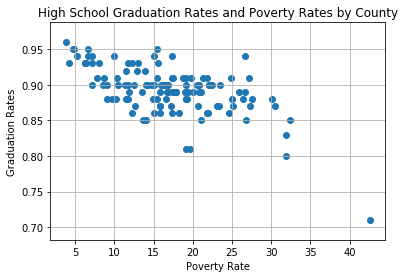 High School Graduation Rates and Poverty Rates by County
0.95
0.90
0.85
0.80
0.75
0.70
Graduation Rates
5 10 15 20 25 30 35 40
Poverty Rate